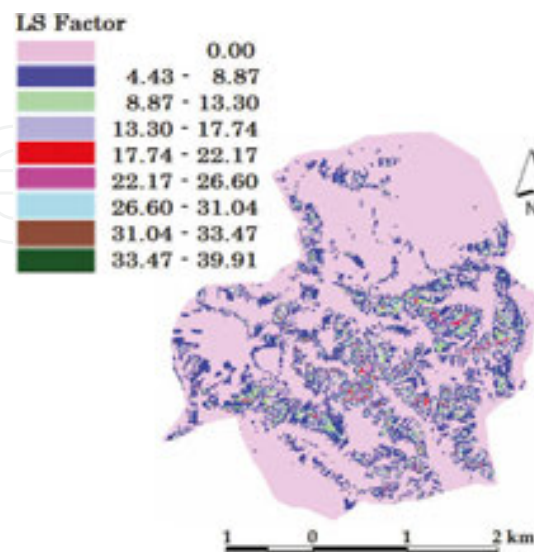 LS Factor
0.00
4.43 - 8.87
8.87 - 13.30
13.30 - 17.74
17.74 - 22.17
22.17 - 26.60
26.60 - 31.04
31.04 - 33.47
33.47 - 39.91
N
1 0 1 2 km